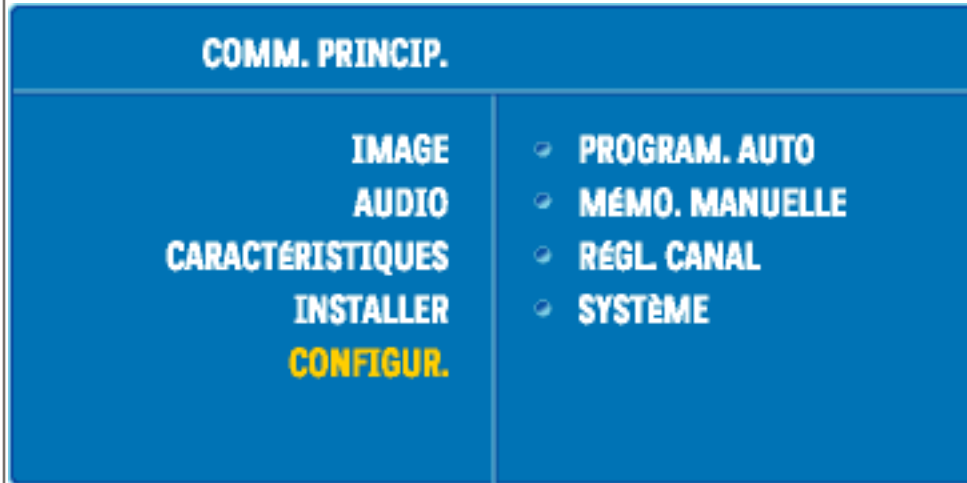 COMM. PRINCIP.
IMAGE
AUDIO
CARACTÉRISTIQUES
INSTALLER
CONFIGUR.
PROGRAM. AUTO
MÉMO. MANUELLE
RÉGL. CANAL
SYSTÈME